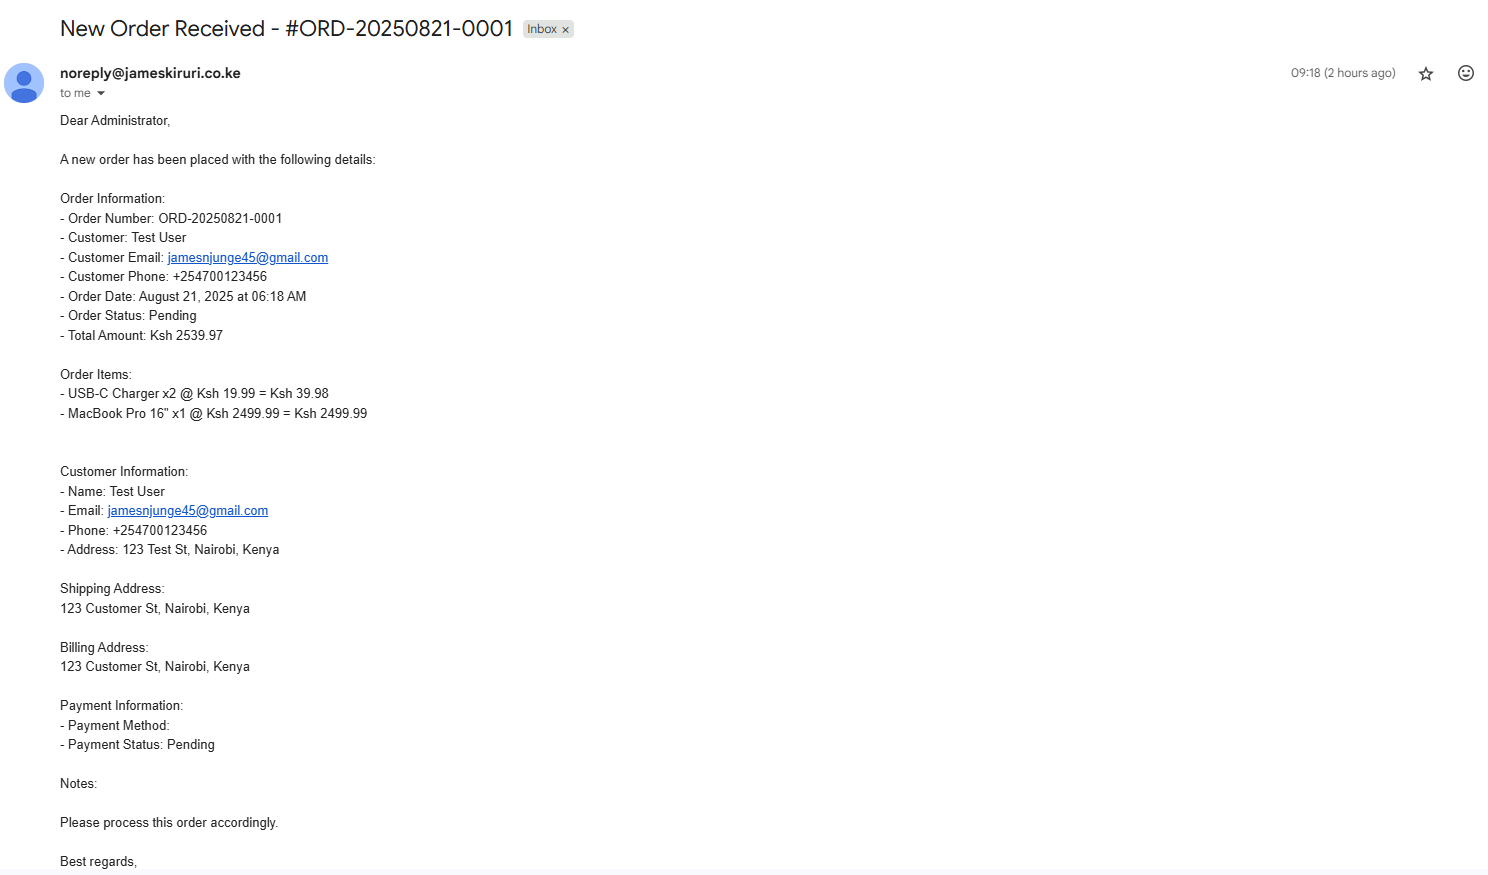 New Order Received - #ORD-20250821-0001 Inbox x
noreply@jameskiruri.co.ke 09:18 (2 hours ago)
to me
Dear Administrator,
A new order has been placed with the following details:
Order Information:
- Order Number: ORD-20250821-0001
- Customer: Test User
- Customer Email: jamesnjunge45@gmail.com
- Customer Phone: +254700123456
- Order Date: August 21, 2025 at 06:18 AM
- Order Status: Pending
- Total Amount: Ksh 2539.97
Order Items:
- USB-C Charger x2 @ Ksh 19.99 = Ksh 39.98
- MacBook Pro 16" x1 @ Ksh 2499.99 = Ksh 2499.99
Customer Information:
- Name: Test User
- Email: jamesnjunge45@gmail.com
- Phone: +254700123456
- Address: 123 Test St, Nairobi, Kenya
Shipping Address:
123 Customer St, Nairobi, Kenya
Billing Address:
123 Customer St, Nairobi, Kenya
Payment Information:
- Payment Method:
- Payment Status: Pending
Notes:
Please process this order accordingly.
Best regards,